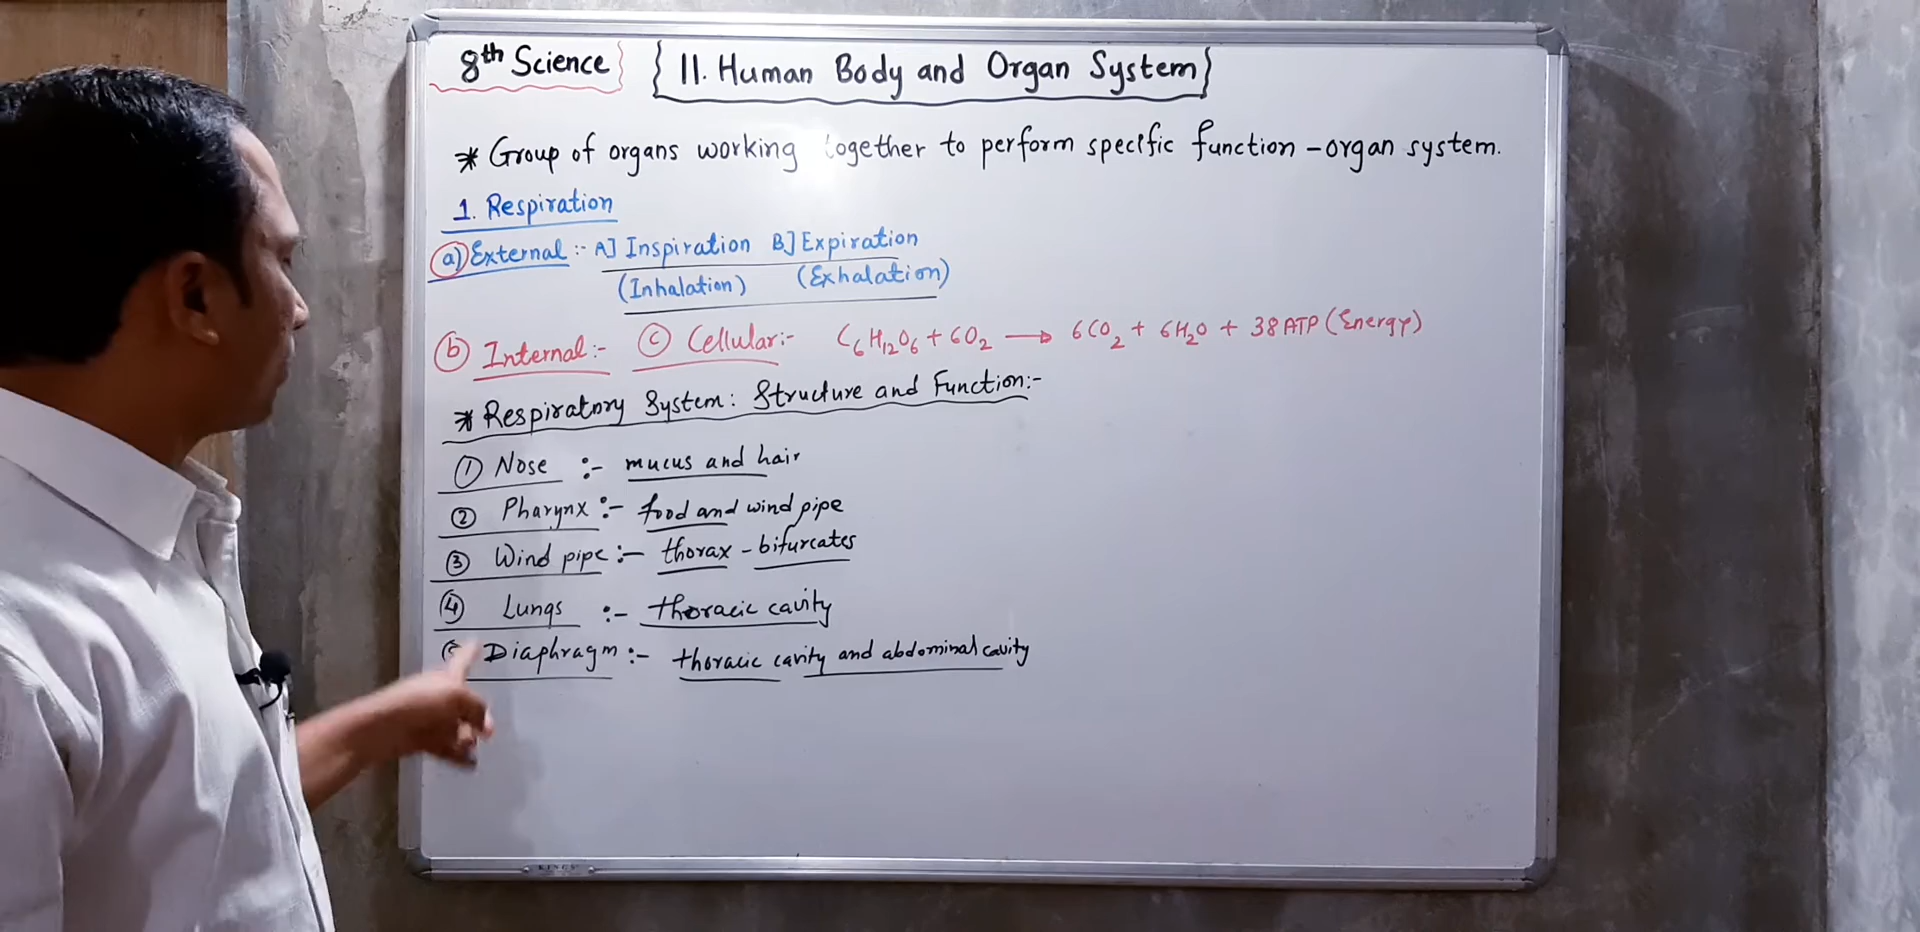 8th Science { 11. Human Body and Organ System }
* Group of organs working together to perform specific function - organ system.
1. Respiration
a) External :- A] Inspiration B] Expiration
(Inhalation) (Exhalation)
b Internal :- c Cellular :- C6H12O6 + 6O2 → 6CO2 + 6H2O + 38 ATP (Energy)
* Respiratory System : Structure and Function :-
1 Nose :- mucus and hair
2 Pharynx :- food and wind pipe
3 Wind pipe :- thorax - bifurcates
4 Lungs :- thoracic cavity
5 Diaphragm :- thoracic cavity and abdominal cavity
KINGS